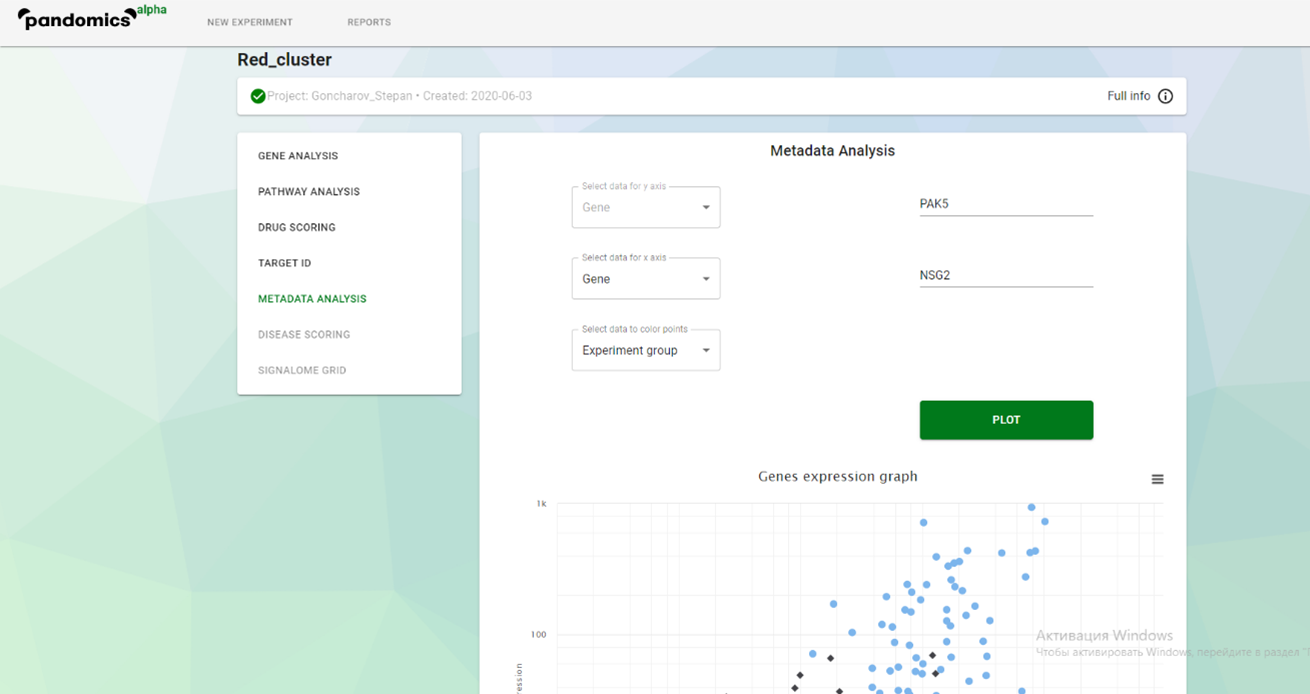 pandomics alpha
NEW EXPERIMENT
REPORTS
Red_cluster
Project: Goncharov_Stepan • Created: 2020-06-03
Full info
GENE ANALYSIS
PATHWAY ANALYSIS
DRUG SCORING
TARGET ID
METADATA ANALYSIS
DISEASE SCORING
SIGNALOME GRID
Metadata Analysis
Select data for y axis
Gene
PAK5
Select data for x axis
Gene
NSG2
Select data to color points
Experiment group
PLOT
Genes expression graph
1k
100
Активация Windows
Чтобы активировать Windows, перейдите в раздел